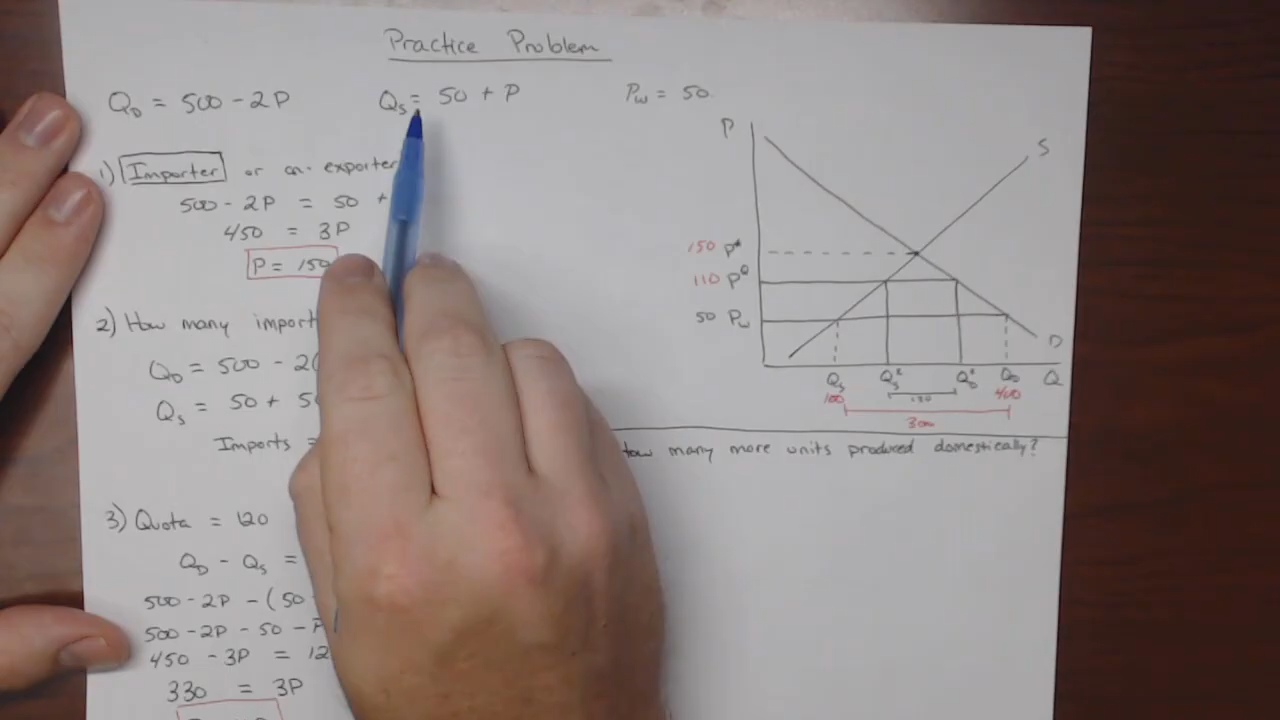 Practice Problem
Q_D = 500 - 2P
Q_S = 50 + P
P_W = 50
1) Importer or an exporter
500 - 2P = 50 +
450 = 3P
P = 150
2) How many import
Q_D = 500 - 2(
Q_S = 50 + 5
Imports =
3) Quota = 120
Q_D - Q_S =
500 - 2P - (50
500 - 2P - 50 - P
450 - 3P = 12
330 = 3P
P
S
150 P*
110 P^Q
50 P_W
D
Q_S Q_S' Q_D' Q_D Q
100 120 400
300
How many more units produced domestically?